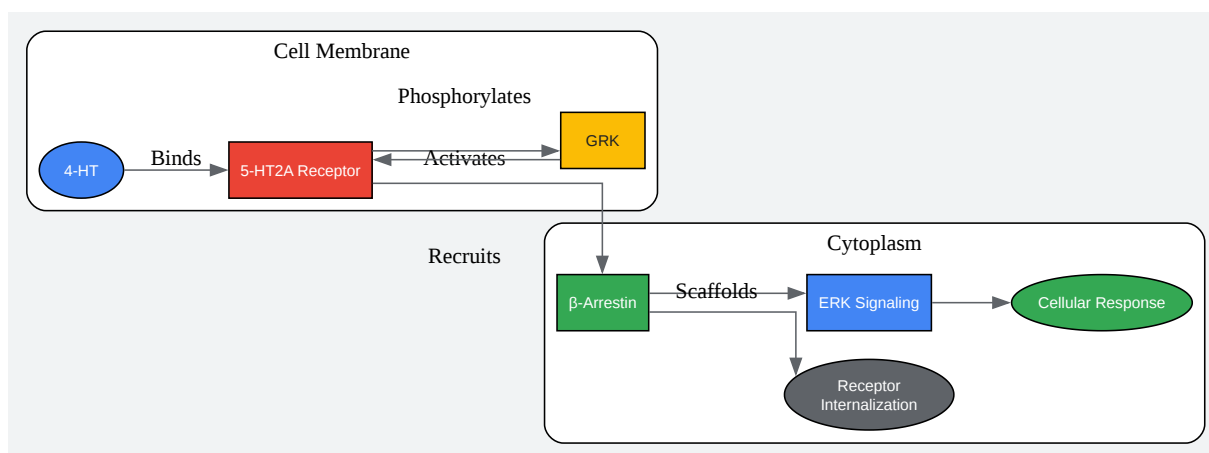 Cell Membrane
Phosphorylates
GRK
4-HT
Binds
5-HT2A Receptor
Activates
Recruits
Cytoplasm
β-Arrestin
Scaffolds
ERK Signaling
Cellular Response
Receptor
Internalization